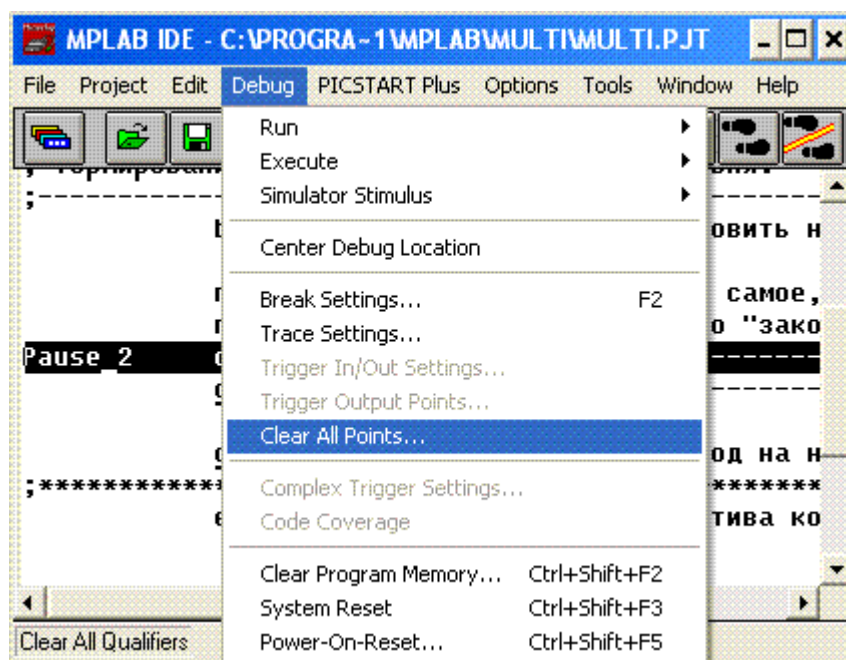 MPLAB IDE - C:\PROGRA~1\MPLAB\MULTI\MULTI.PJT
File Project Edit Debug PICSTART Plus Options Tools Window Help
Run
Execute
Simulator Stimulus
;--------------- -------
овить н
Center Debug Location
Break Settings... F2 самое,
Trace Settings... о "зако
Pause_2 -------
Trigger In/Out Settings...
Trigger Output Points... -------
Clear All Points...
од на н
;************ *******
Complex Trigger Settings...
Code Coverage тива ко
Clear Program Memory... Ctrl+Shift+F2
System Reset Ctrl+Shift+F3
Clear All Qualifiers Power-On-Reset... Ctrl+Shift+F5